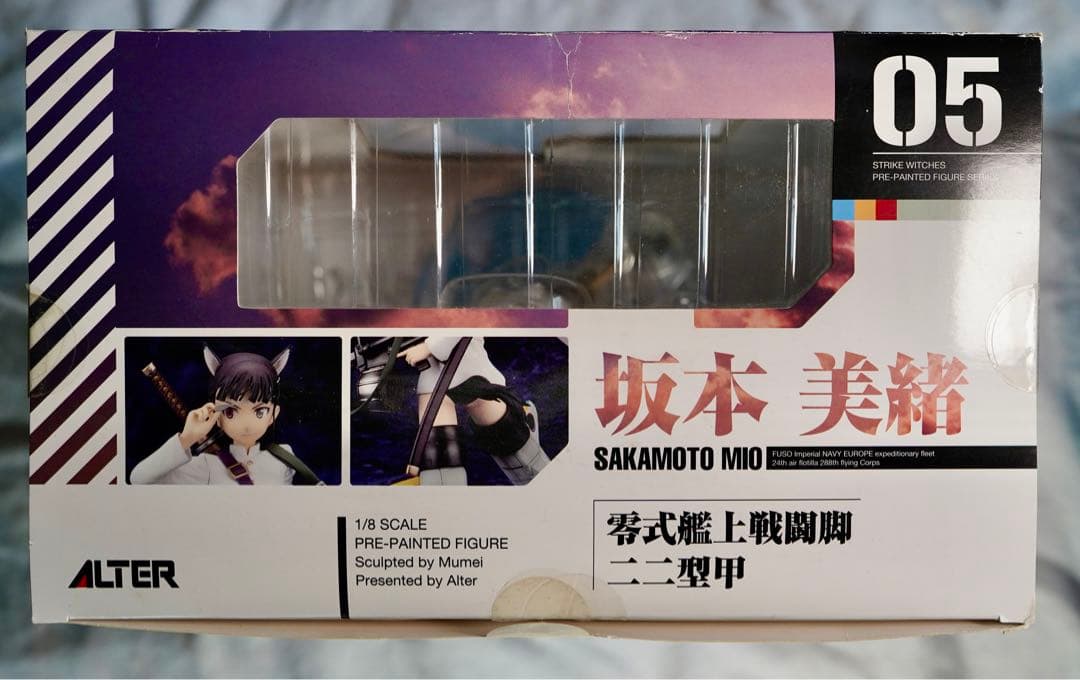 05
STRIKE WITCHES
PRE-PAINTED FIGURE SERIES
坂本 美緒
SAKAMOTO MIO
FUSO Imperial NAVY EUROPE expeditionary fleet
24th air flotilla 288th flying Corps
零式艦上戦闘脚
二二型甲
1/8 SCALE
PRE-PAINTED FIGURE
Sculpted by Mumei
Presented by Alter
ALTER